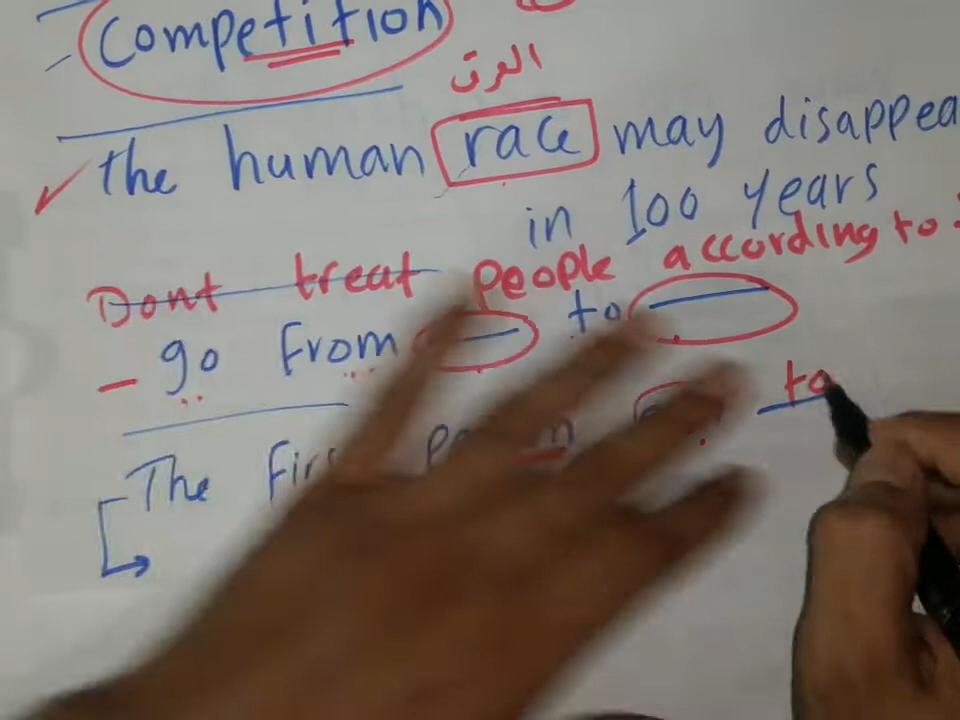 Competition
العرق
the human race may disappea
in 100 years
Dont treat people according to
- go from — to —
to
The first